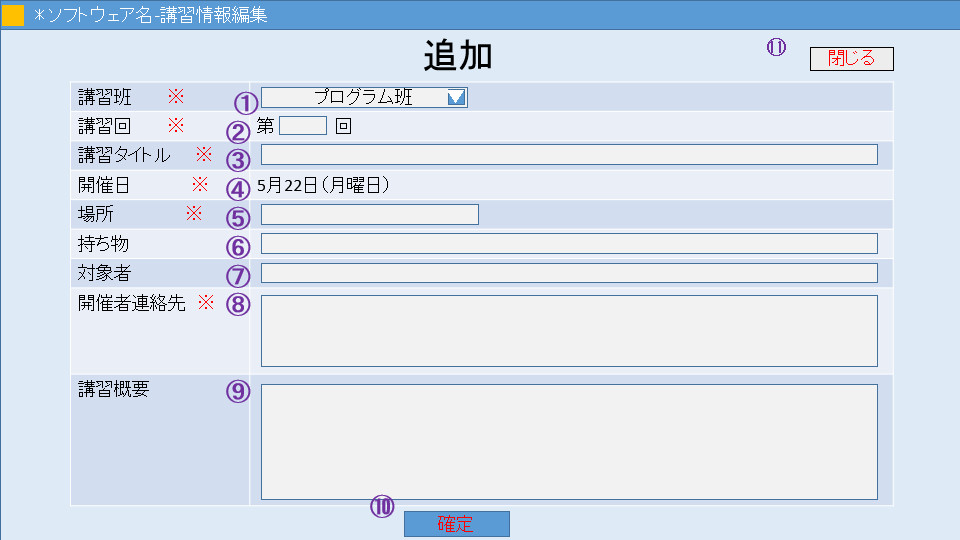 ＊ソフトウェア名-講習情報編集
追加
⑪ 閉じる
講習班 ※ ① プログラム班
講習回 ※ ② 第 回
講習タイトル ※ ③
開催日 ※ ④ 5月22日（月曜日）
場所 ※ ⑤
持ち物 ⑥
対象者 ⑦
開催者連絡先 ※ ⑧
講習概要 ⑨
⑩ 確定